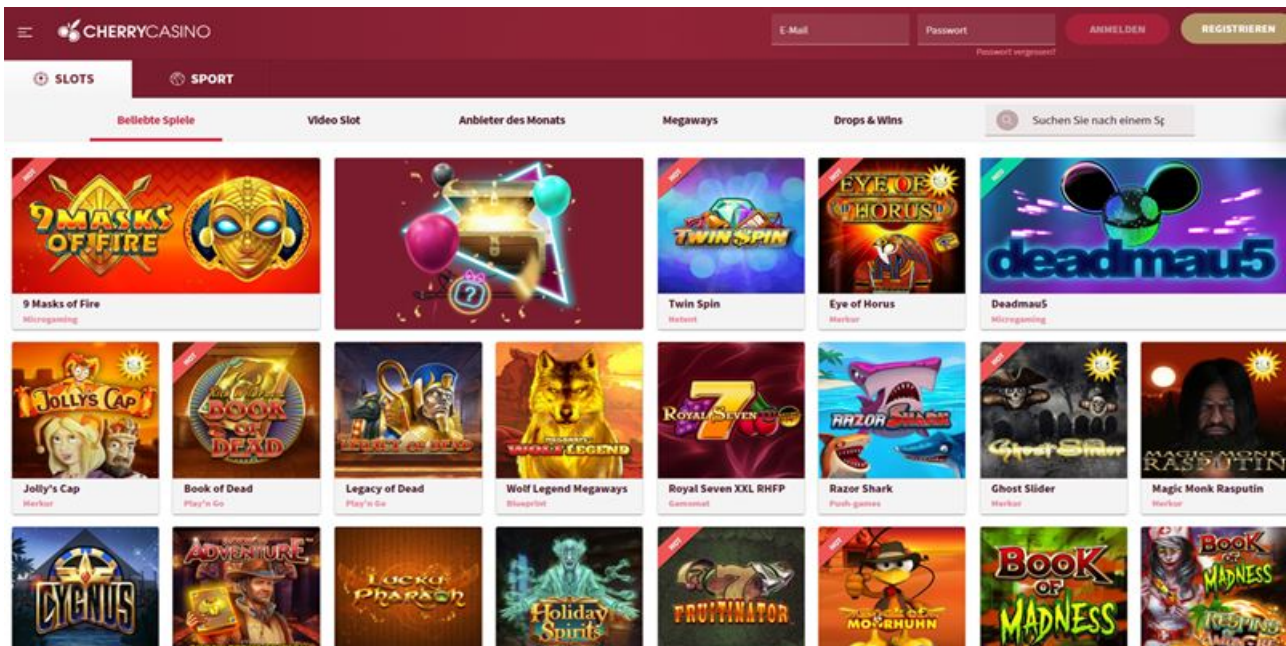 CHERRYCASINO
E-Mail
Passwort
ANMELDEN
REGISTRIEREN
Passwort vergessen?
SLOTS
SPORT
Beliebte Spiele
Video Slot
Anbieter des Monats
Megaways
Drops & Wins
Suchen Sie nach einem Sp
HOT
9 MASKS
OF FIRE
?
HOT
TWIN SPIN
HOT
EYE OF
HORUS
deadmau5
9 Masks of Fire
Microgaming
Twin Spin
Netent
Eye of Horus
Merkur
Deadmau5
Microgaming
JOLLYS CAP
HOT
BOOK
OF
DEAD
LEGACY OF DEAD
MEGAWAYS
WOLF LEGEND
ROYAL SEVEN
RAZOR SHARK
HOT
Ghost Slider
MAGIC MONK
RASPUTIN
Jolly's Cap
Merkur
Book of Dead
Play'n Go
Legacy of Dead
Play'n Go
Wolf Legend Megaways
Blueprint
Royal Seven XXL RHFP
Gamomat
Razor Shark
Push-games
Ghost Slider
Merkur
Magic Monk Rasputin
Merkur
CYGNUS
ADVENTURE
LUCKY
PHARAOH
Holiday
Spirits
HOT
777
FRUITINATOR
HOT
MOORHUHN
BOOK
OF
MADNESS
BOOK
OF
MADNESS
RESPINS